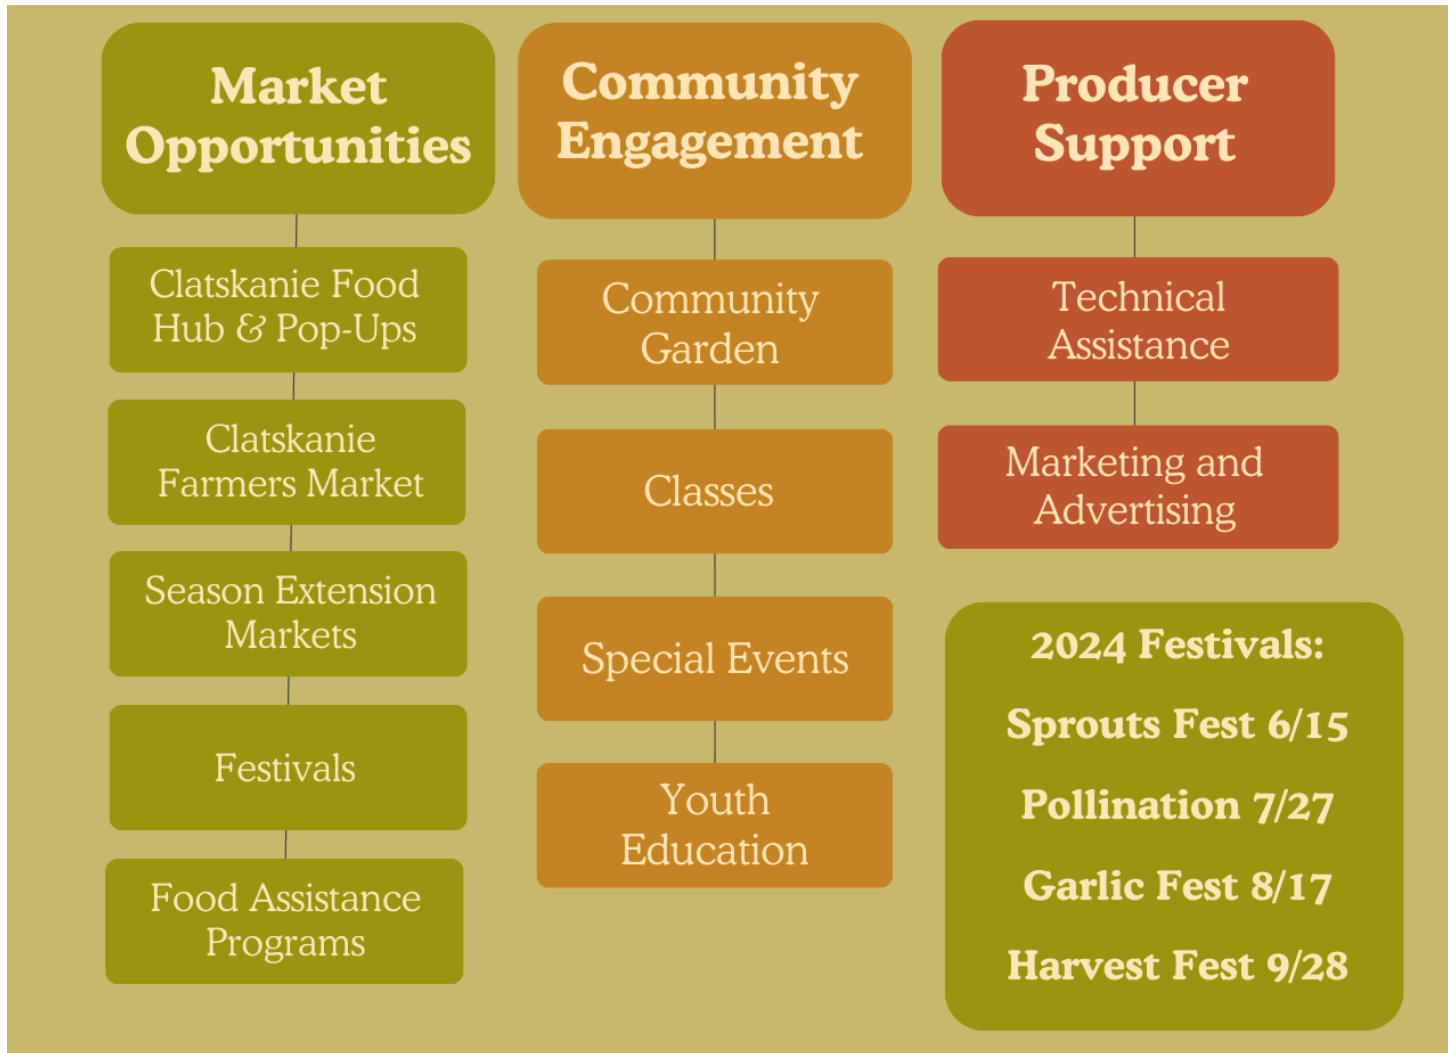 Market
Opportunities
Clatskanie Food
Hub & Pop-Ups
Clatskanie
Farmers Market
Season Extension
Markets
Festivals
Food Assistance
Programs
Community
Engagement
Community
Garden
Classes
Special Events
Youth
Education
Producer
Support
Technical
Assistance
Marketing and
Advertising
2024 Festivals:
Sprouts Fest 6/15
Pollination 7/27
Garlic Fest 8/17
Harvest Fest 9/28